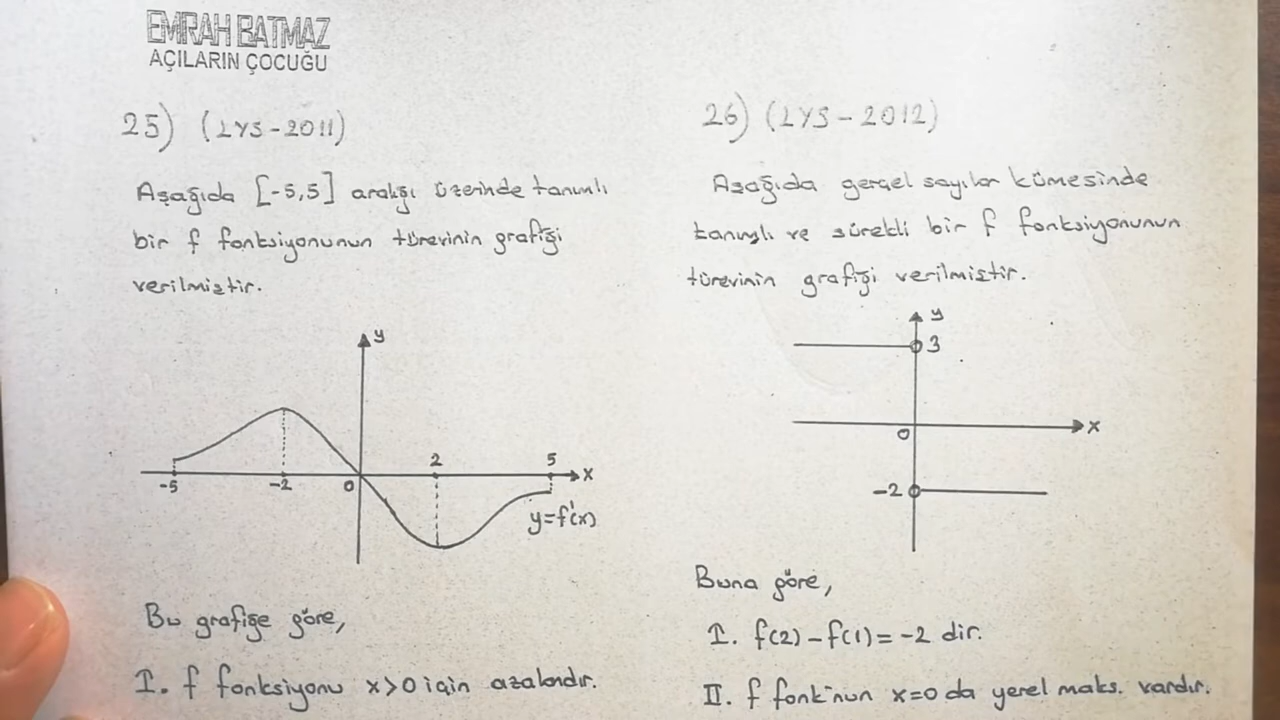 EMRAH BATMAZ
AÇILARIN ÇOCUĞU
25) (LYS-2011)
Aşağıda [-5,5] aralığı üzerinde tanımlı
bir f fonksiyonunun türevinin grafiği
verilmiştir.
y
-5 -2 0 2 5 x
y=f'(x)
Bu grafiğe göre,
I. f fonksiyonu x>0 için azalandır.
26) (LYS-2012)
Aşağıda gerçel sayılar kümesinde
tanımlı ve sürekli bir f fonksiyonunun
türevinin grafiği verilmiştir.
y
3
0 x
-2
Buna göre,
I. f(2)-f(1)=-2 dir.
II. f fonk'nun x=0 da yerel maks. vardır.